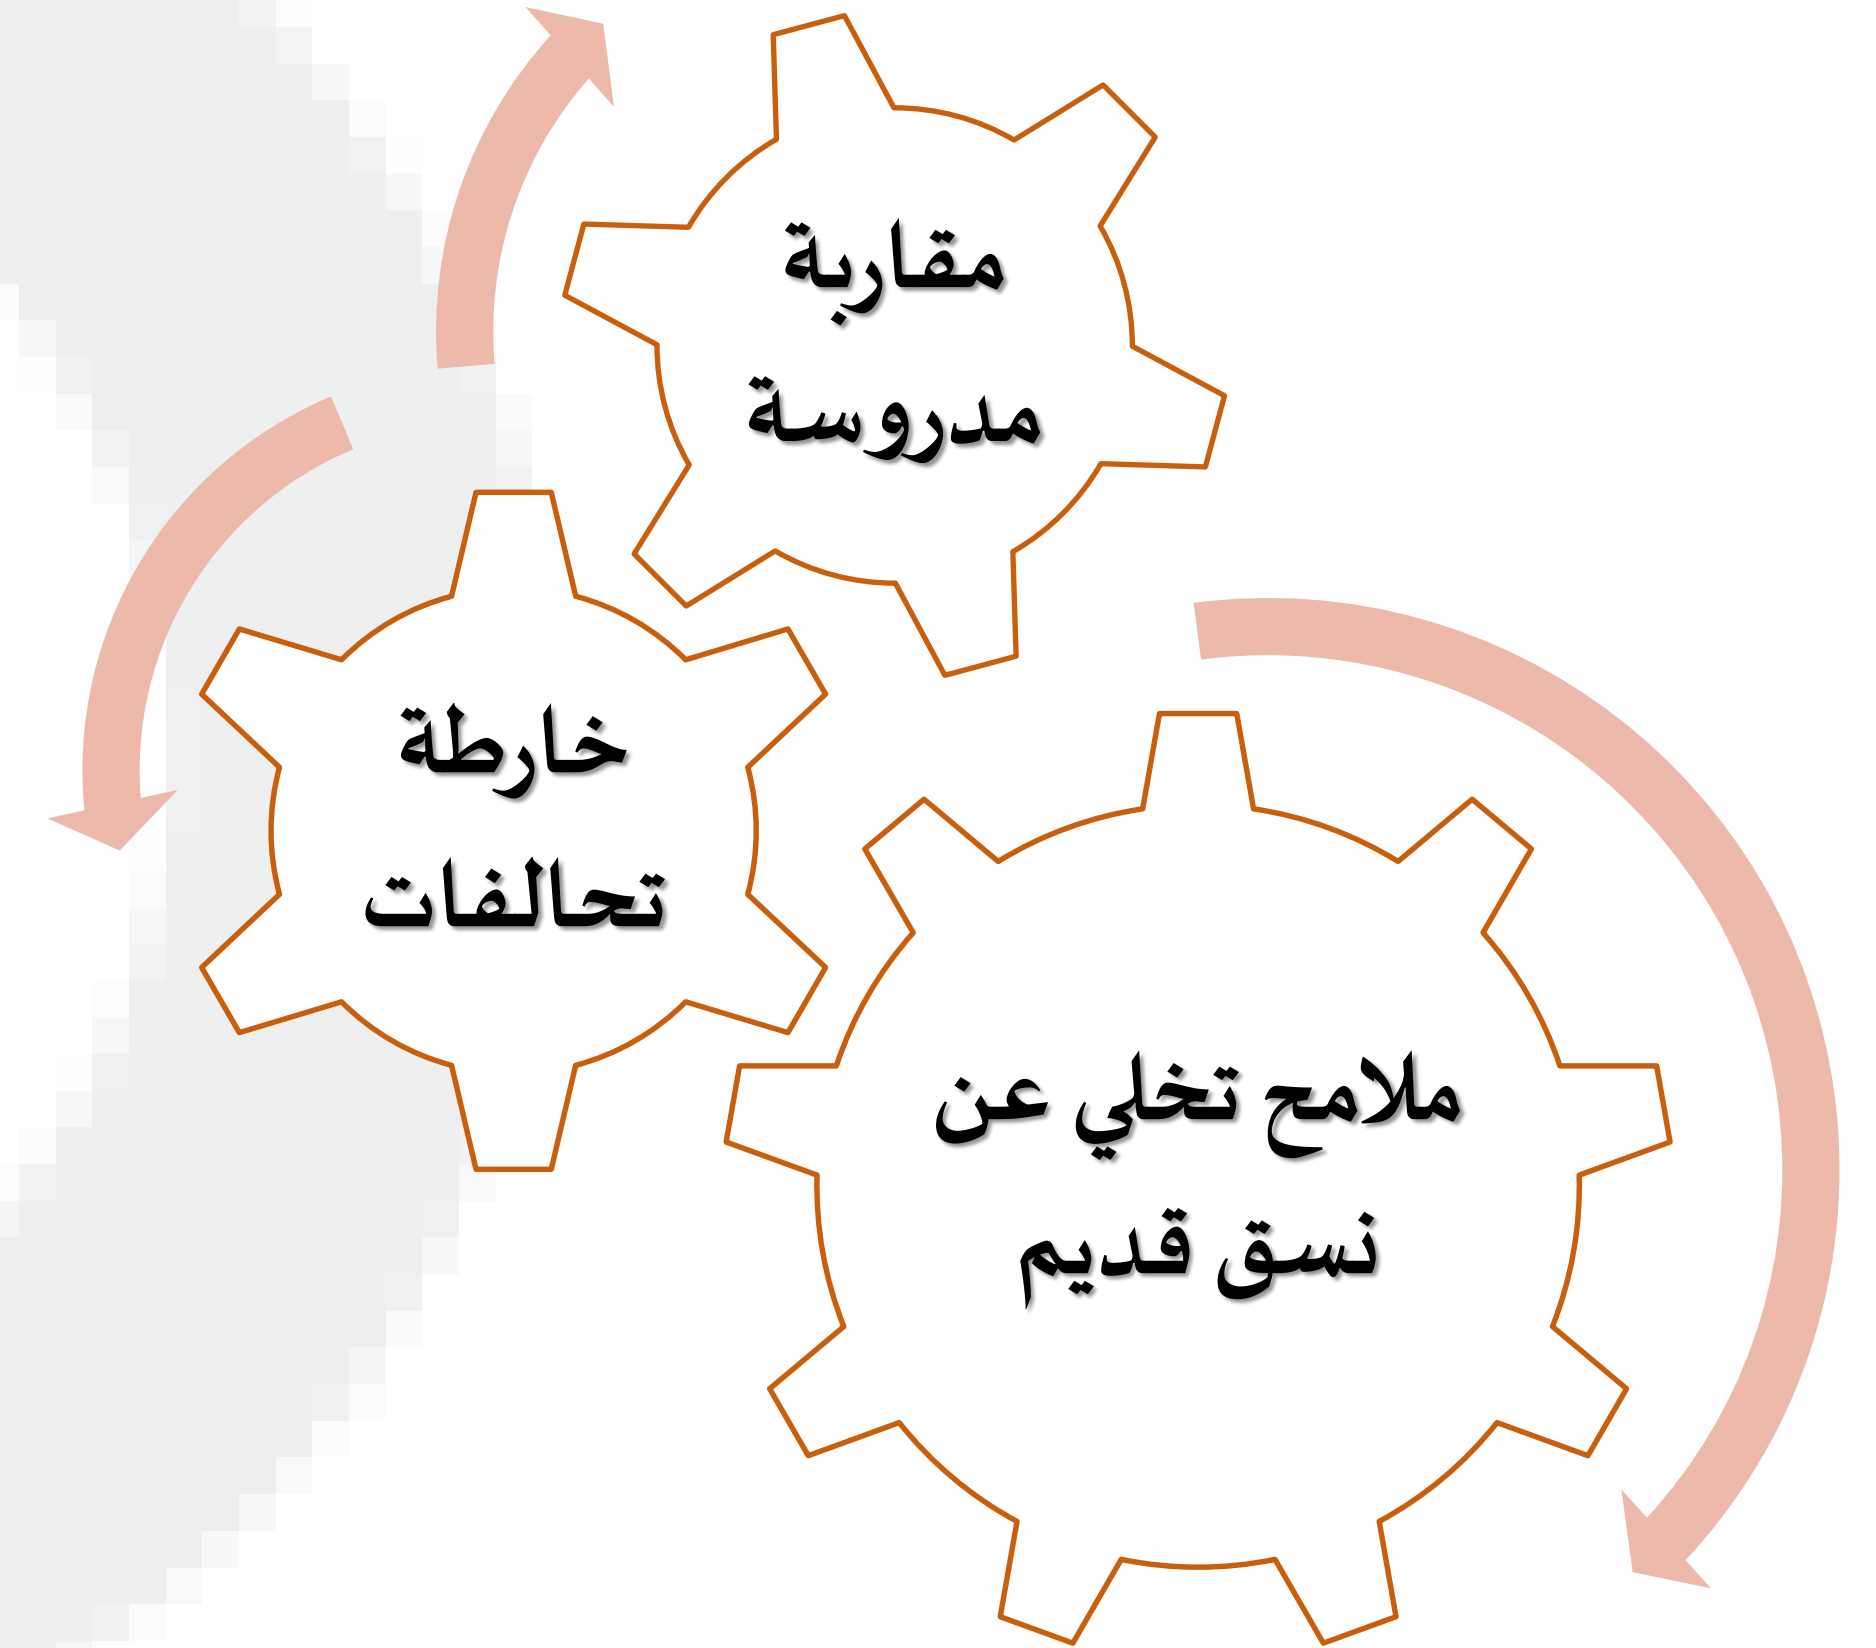 مقاربة
مدروسة
خارطة
تحالفات
ملامح تخلي عن
نسق قديم